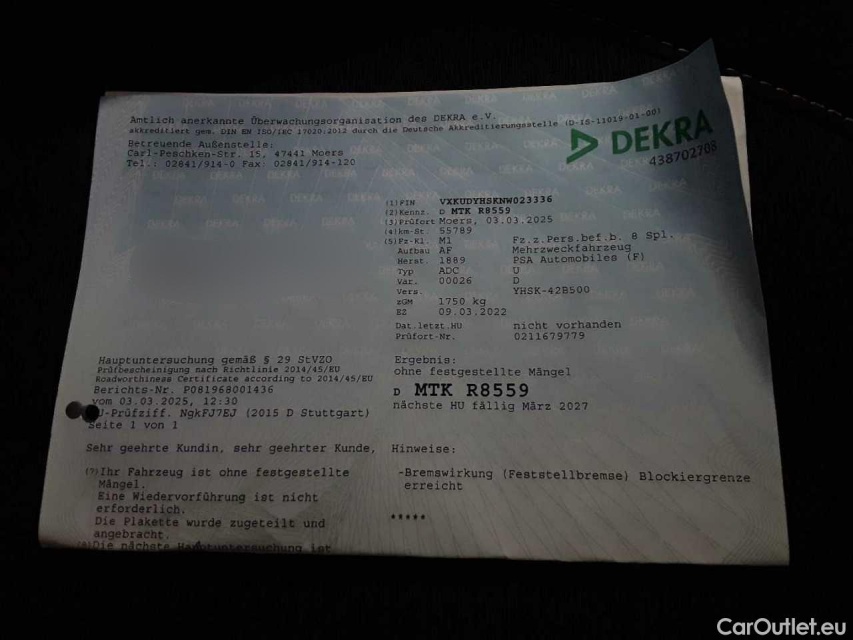 Amtlich anerkannte Überwachungsorganisation des DEKRA e.V.
akkreditiert gem. DIN EN ISO/IEC 17020:2012 durch die Deutsche Akkreditierungsstelle (D-IS-11019-01-00)
Betreuende Außenstelle:
Carl-Peschken-Str. 15, 47441 Moers
Tel.: 02841/914-0 Fax: 02841/914-120
DEKRA
438702708
(1) FIN VXKUDYHSKNW023336
(2) Kennz. D MTK R8559
(3) Prüfort Moers, 03.03.2025
(4) km-St. 55789
(5) Fz-Kl. M1 Fz.z.Pers.bef.b. 8 Spl.
Aufbau AF Mehrzweckfahrzeug
Herst. 1889 PSA Automobiles (F)
Typ ADC U
Var. 00026 D
Vers. YHSK-42B500
zGM 1750 kg
EZ 09.03.2022
Dat.letzt.HU nicht vorhanden
Prüfort-Nr. 0211679779
Hauptuntersuchung gemäß § 29 StVZO
Prüfbescheinigung nach Richtlinie 2014/45/EU
Roadworthiness Certificate according to 2014/45/EU
Berichts-Nr. P081968001436
vom 03.03.2025, 12:30
U-Prüfziff. NgkFJ7EJ (2015 D Stuttgart)
Seite 1 von 1
Ergebnis:
ohne festgestellte Mängel
D MTK R8559
nächste HU fällig März 2027
Sehr geehrte Kundin, sehr geehrter Kunde,
(7) Ihr Fahrzeug ist ohne festgestellte
Mängel.
Eine Wiedervorführung ist nicht
erforderlich.
Die Plakette wurde zugeteilt und
angebracht.
Die nächste Hauptuntersuchung ist
Hinweise:
-Bremswirkung (Feststellbremse) Blockiergrenze
erreicht
*****
CarOutlet.eu